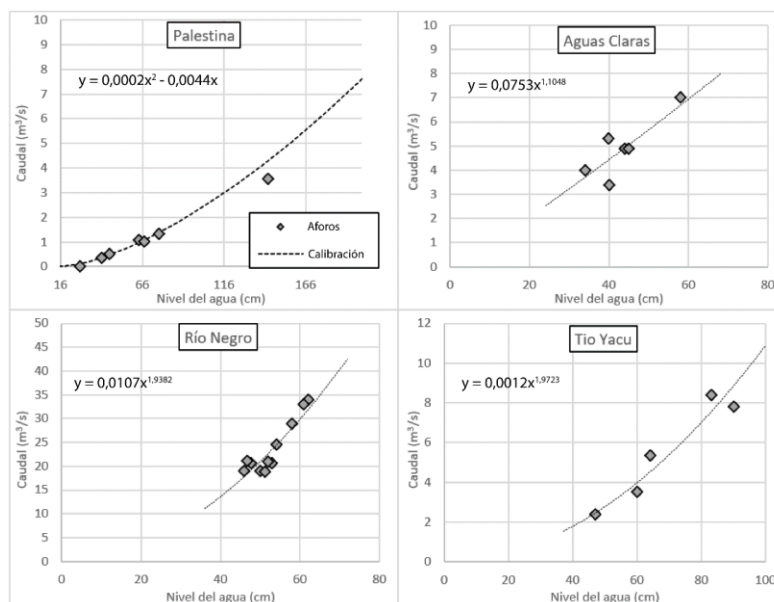 Palestina
y = 0,0002x² - 0,0044x
Caudal (m³/s)
10
9
8
7
6
5
4
3
2
1
0
Aforos
Calibración
16 66 116 166
Nivel del agua (cm)
Aguas Claras
y = 0,0753x^1,1048
Caudal (m³/s)
10
9
8
7
6
5
4
3
2
1
0
0 20 40 60 80
Nivel del agua (cm)
Río Negro
y = 0,0107x^1,9382
Caudal (m³/s)
50
45
40
35
30
25
20
15
10
5
0
0 20 40 60 80
Nivel del agua (cm)
Tio Yacu
y = 0,0012x^1,9723
Caudal (m³/s)
12
10
8
6
4
2
0
0 20 40 60 80 100
Nivel del agua (cm)